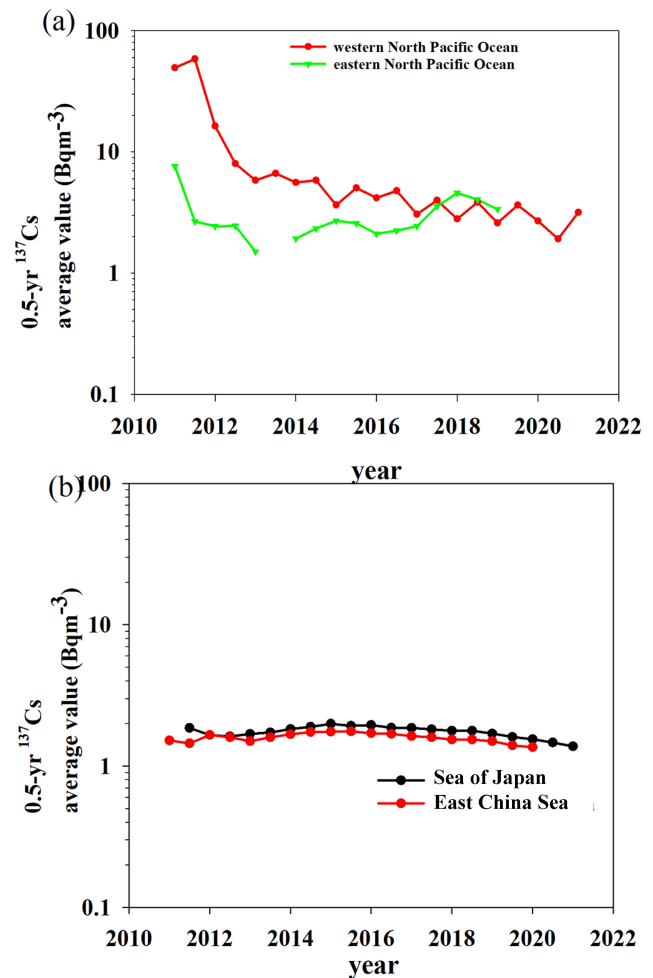 (a)
100
10
1
0.1
0.5-yr ¹³⁷Cs
average value (Bqm⁻³)
western North Pacific Ocean
eastern North Pacific Ocean
2010 2012 2014 2016 2018 2020 2022
year
(b)
100
10
1
0.1
0.5-yr ¹³⁷Cs
average value (Bqm⁻³)
Sea of Japan
East China Sea
2010 2012 2014 2016 2018 2020 2022
year